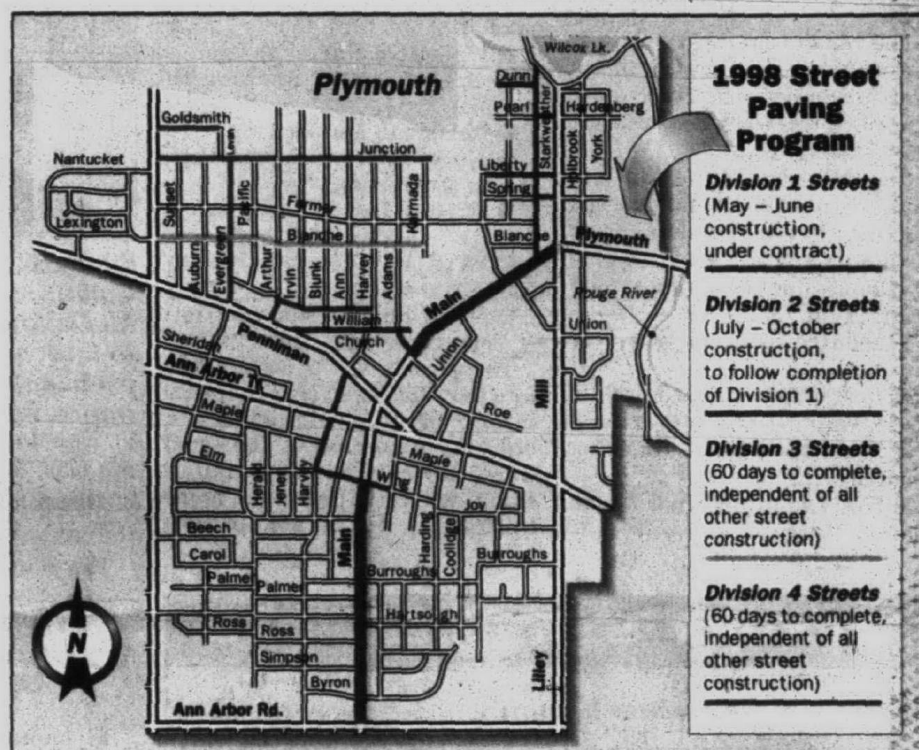 Plymouth
Wilcox Lk.
Dunn
Pearl
Hardenberg
Starkweather
Holbrook
York
Goldsmith
Junction
Nantucket
Lexington
Liberty
Spring
Sunset
Pacific
Farmer
Kermada
Blanche
Blanche
Plymouth
Auburn
Evergreen
Arthur
Irvin
Blunk
Ann
Harvey
Adams
Main
Rouge River
William
Church
Union
Union
Sheridan
Penniman
Ann Arbor Tr.
Mill
Roe
Maple
Maple
Elm
Herald
Jener
Harvey
Wing
Joy
Beech
Carol
Main
Harding
Coolidge
Burroughs
Burroughs
Palmer
Palmer
Hartsough
Ross
Ross
Simpson
Byron
Lilley
Ann Arbor Rd.
N
1998 Street
Paving
Program
Division 1 Streets
(May – June
construction,
under contract)
Division 2 Streets
(July – October
construction,
to follow completion
of Division 1)
Division 3 Streets
(60 days to complete,
independent of all
other street
construction)
Division 4 Streets
(60 days to complete,
independent of all
other street
construction)